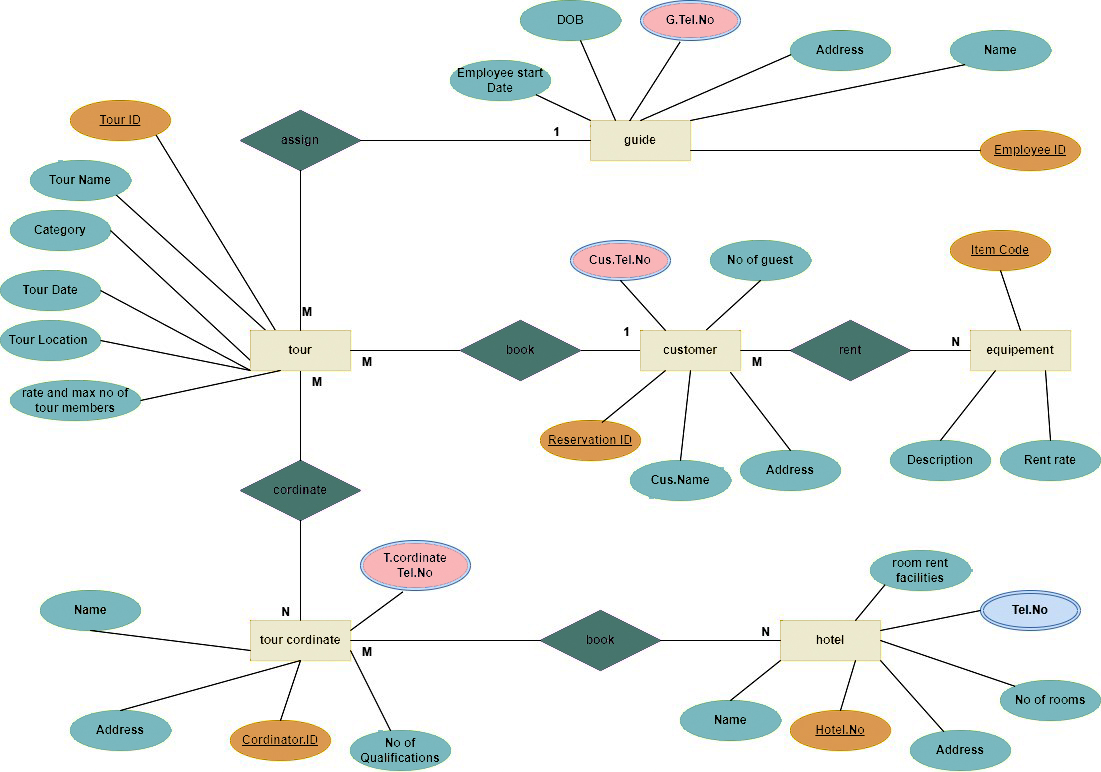 DOB
G.Tel.No
Address
Name
Employee start
Date
Tour ID
assign
1
guide
Employee ID
Tour Name
Category
Cus.Tel.No
No of guest
Item Code
Tour Date
M
Tour Location
tour
M
book
1
customer
M
rent
N
equipement
M
rate and max no of
tour members
Reservation ID
Cus.Name
Address
Description
Rent rate
cordinate
T.cordinate
Tel.No
room rent
facilities
Name
N
Tel.No
tour cordinate
M
book
N
hotel
No of rooms
Address
Cordinator.ID
No of
Qualifications
Name
Hotel.No
Address